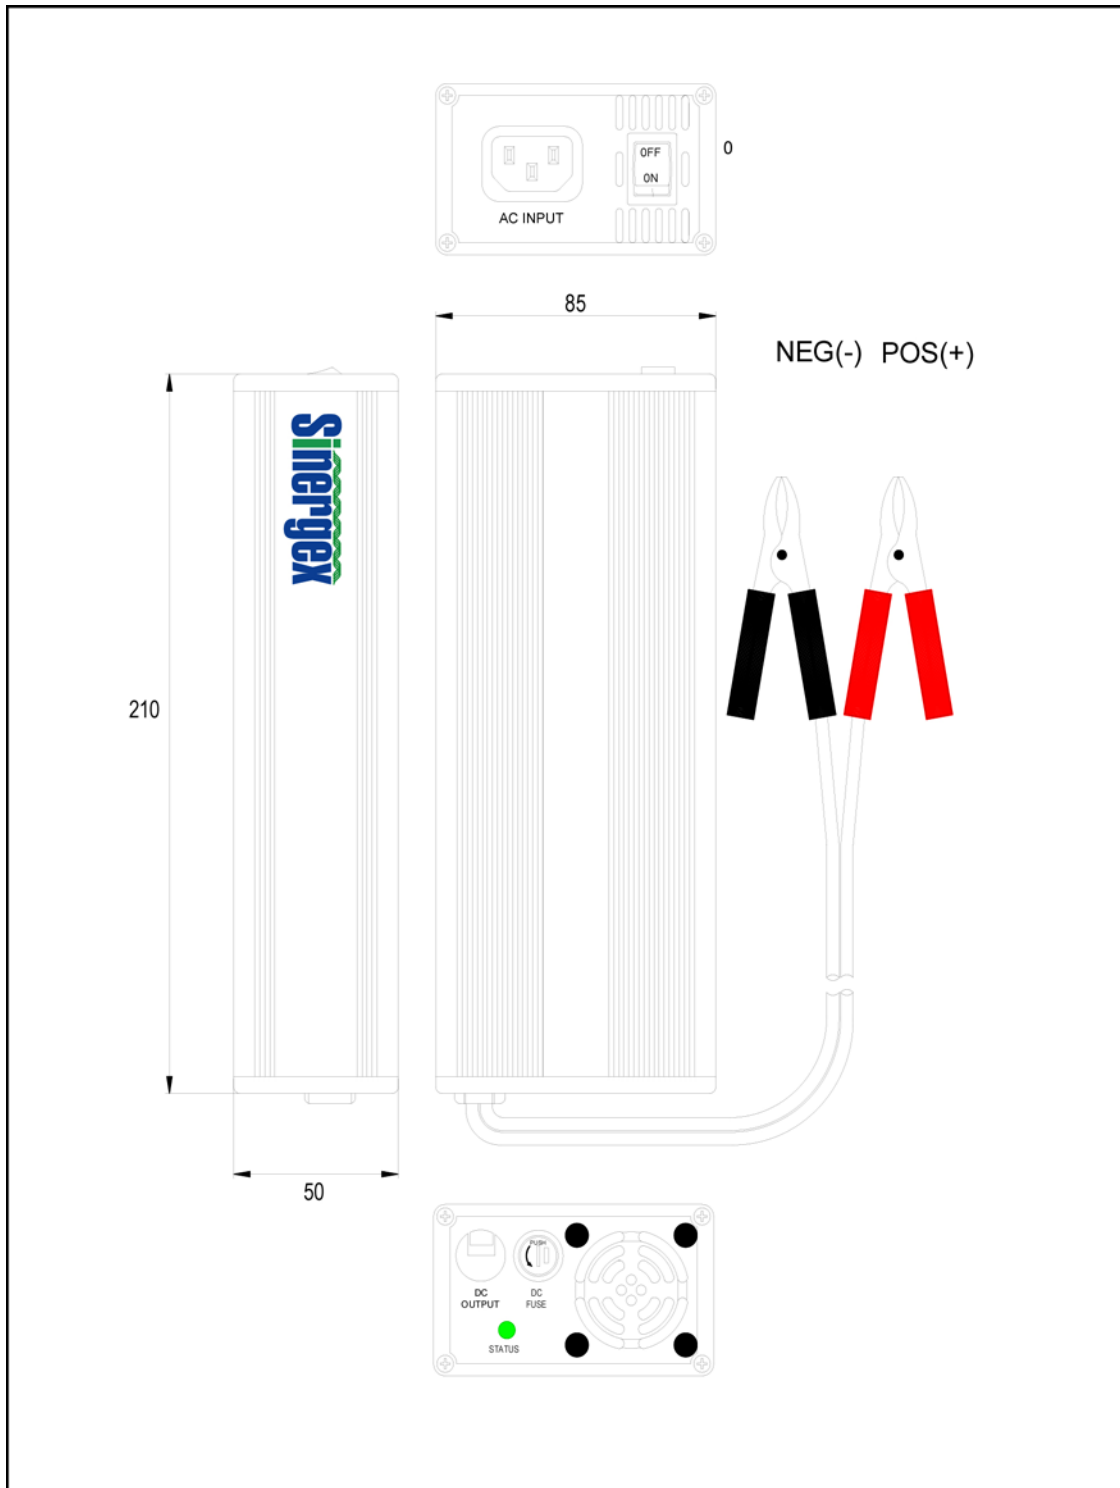 OFF
ON
0
AC INPUT
85
NEG(-) POS(+)
Sinergex
210
50
PUSH
DC
OUTPUT
DC
FUSE
STATUS